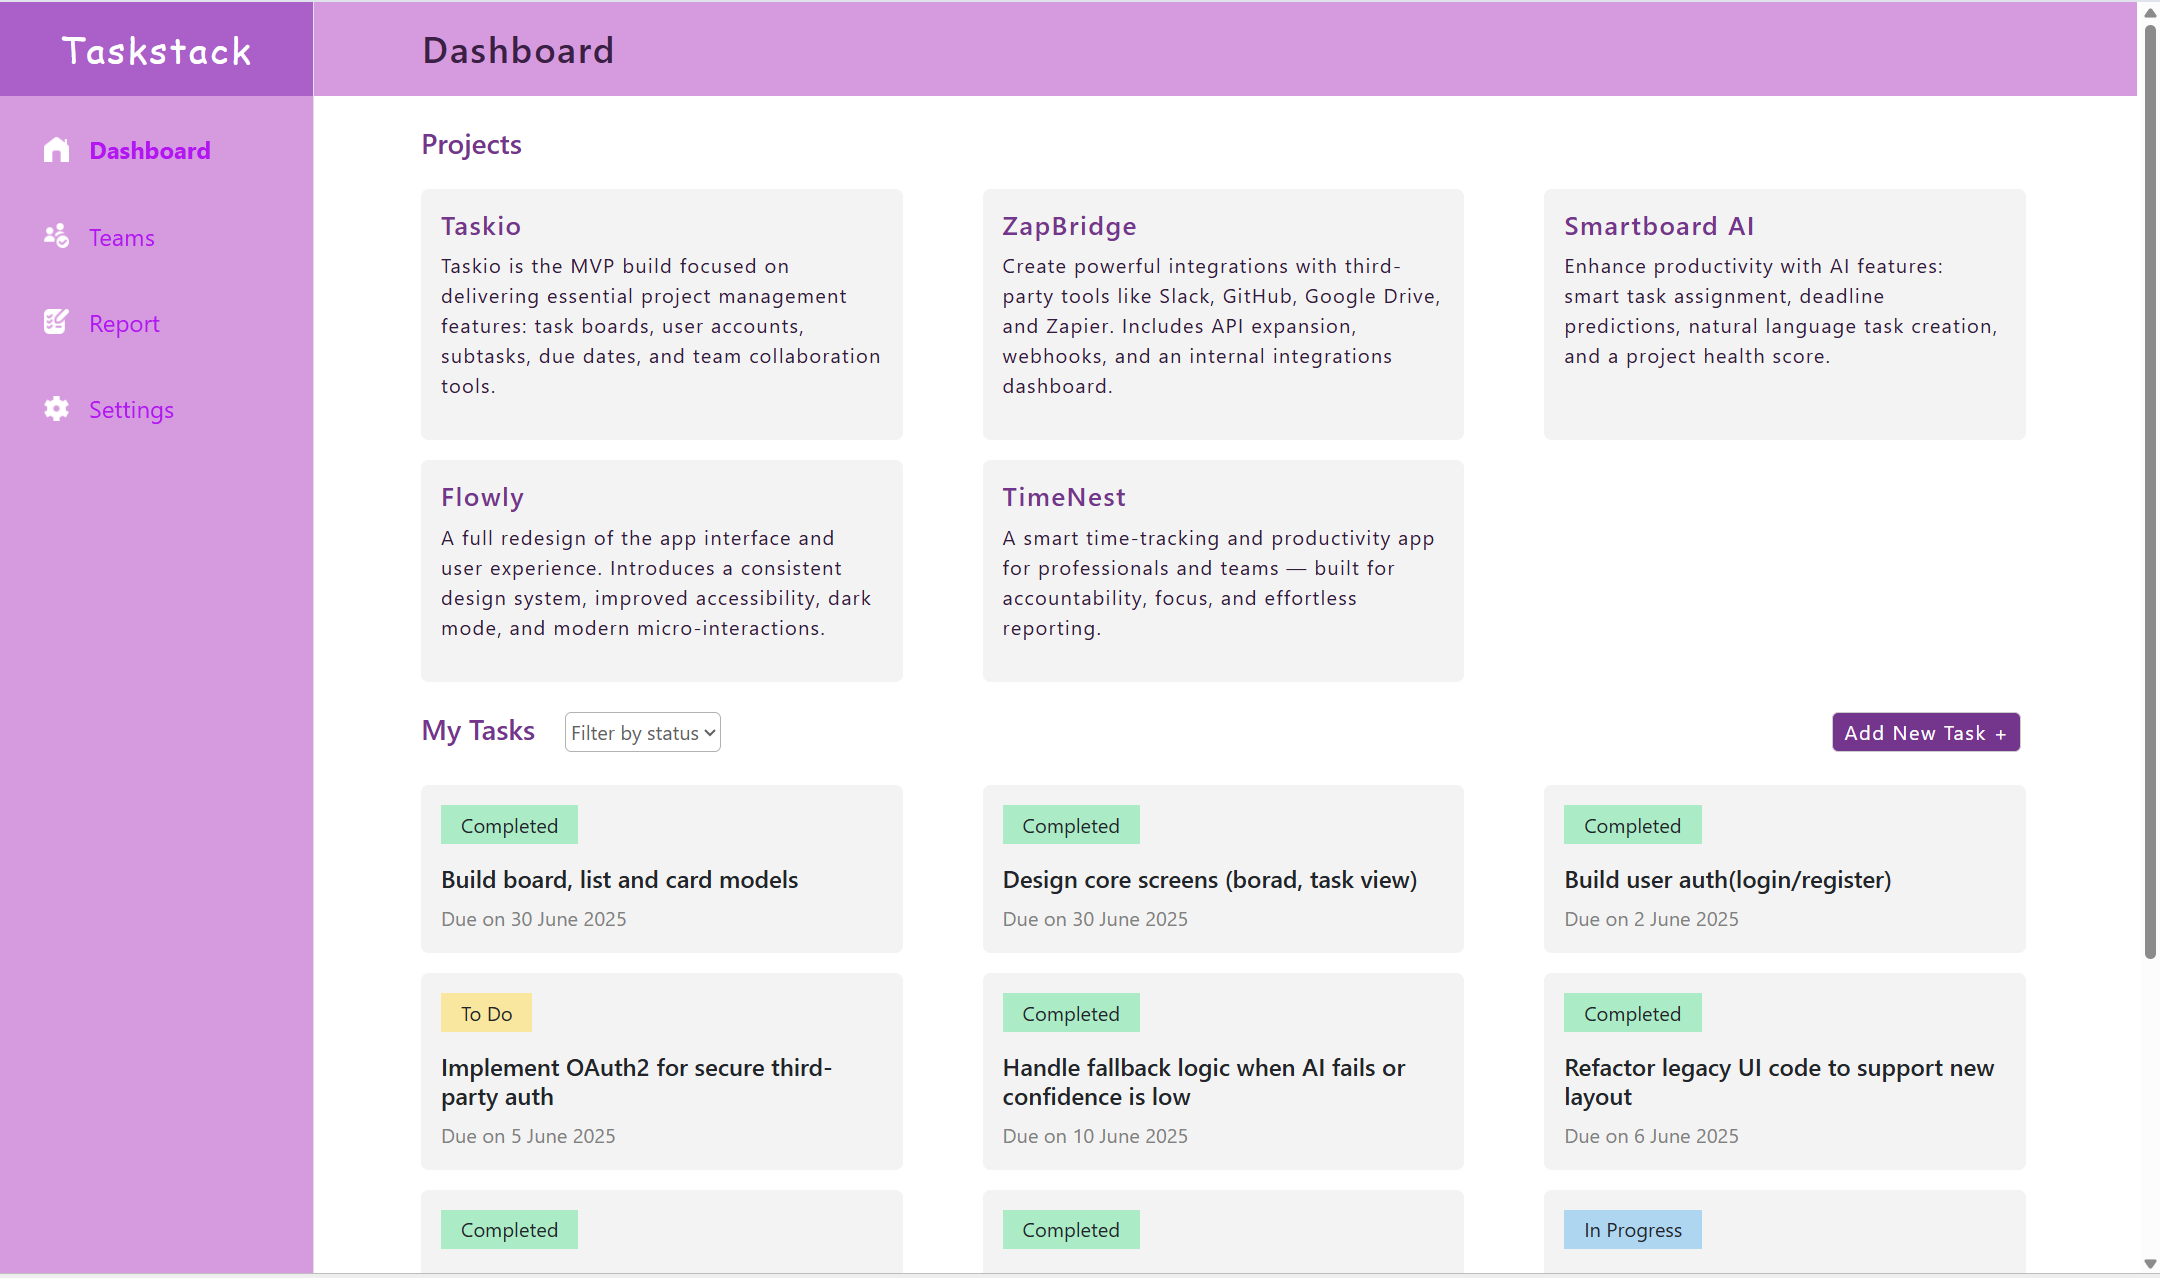 Taskstack
Dashboard
Dashboard
Teams
Report
Settings
Projects
Taskio
Taskio is the MVP build focused on
delivering essential project management
features: task boards, user accounts,
subtasks, due dates, and team collaboration
tools.
ZapBridge
Create powerful integrations with third-
party tools like Slack, GitHub, Google Drive,
and Zapier. Includes API expansion,
webhooks, and an internal integrations
dashboard.
Smartboard AI
Enhance productivity with AI features:
smart task assignment, deadline
predictions, natural language task creation,
and a project health score.
Flowly
A full redesign of the app interface and
user experience. Introduces a consistent
design system, improved accessibility, dark
mode, and modern micro-interactions.
TimeNest
A smart time-tracking and productivity app
for professionals and teams — built for
accountability, focus, and effortless
reporting.
My Tasks
Filter by status
Add New Task +
Completed
Build board, list and card models
Due on 30 June 2025
Completed
Design core screens (borad, task view)
Due on 30 June 2025
Completed
Build user auth(login/register)
Due on 2 June 2025
To Do
Implement OAuth2 for secure third-
party auth
Due on 5 June 2025
Completed
Handle fallback logic when AI fails or
confidence is low
Due on 10 June 2025
Completed
Refactor legacy UI code to support new
layout
Due on 6 June 2025
Completed
Completed
In Progress